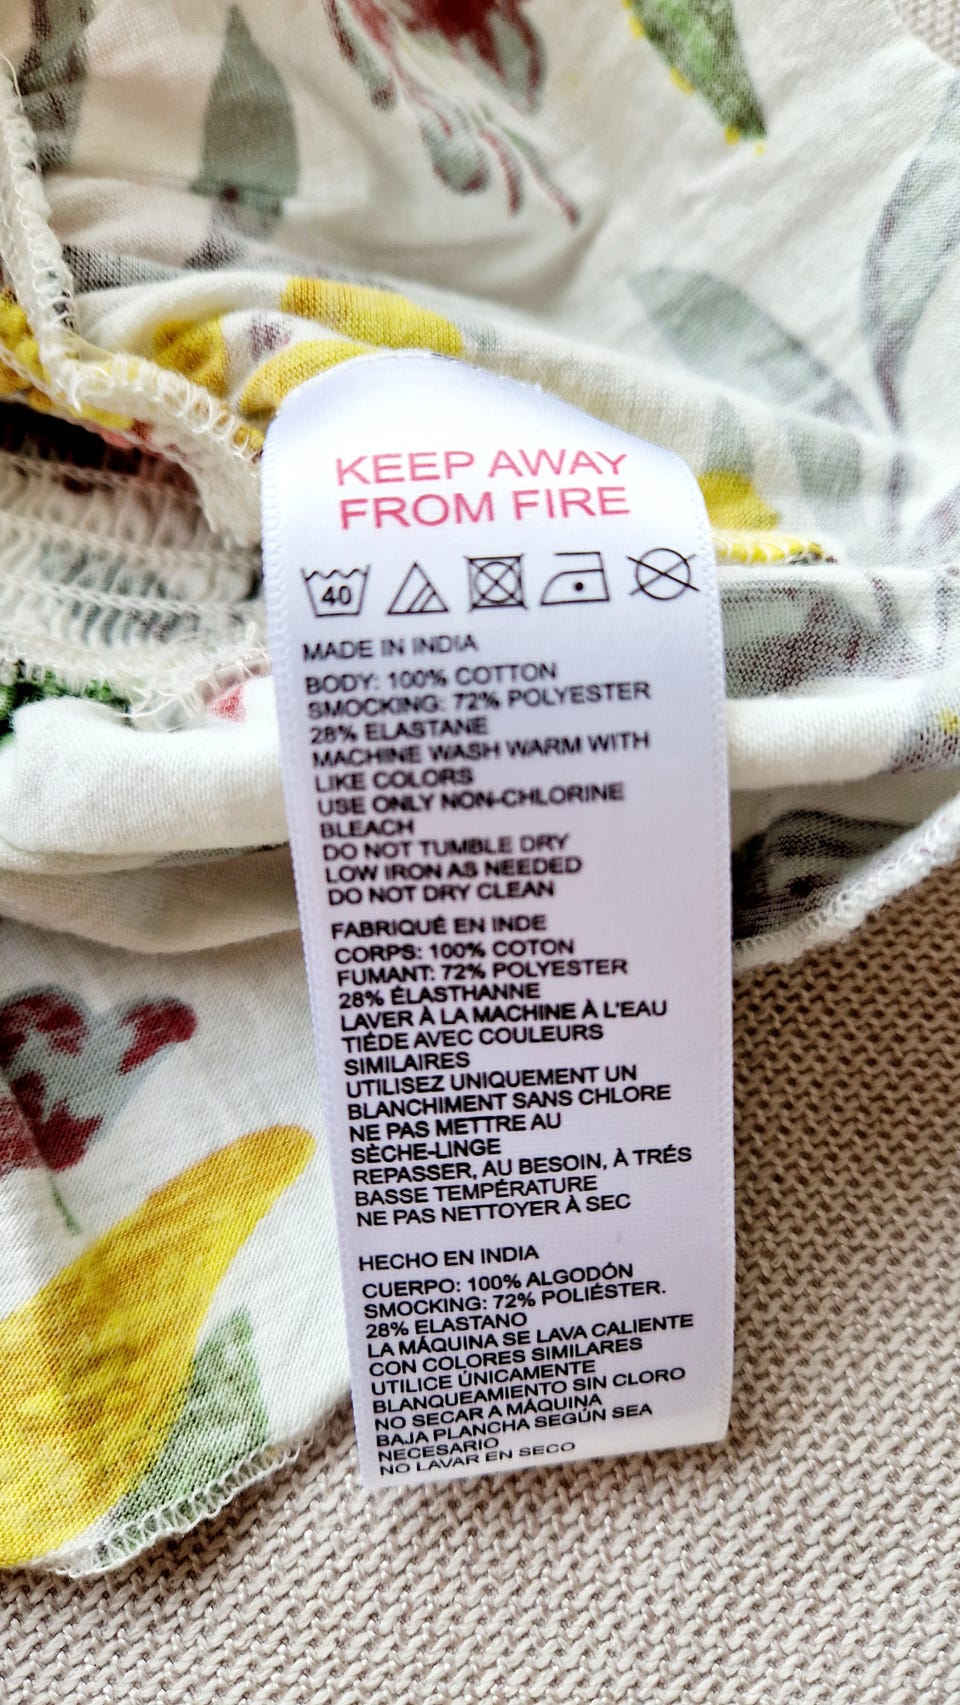 KEEP AWAY
FROM FIRE
40
MADE IN INDIA
BODY: 100% COTTON
SMOCKING: 72% POLYESTER
28% ELASTANE
MACHINE WASH WARM WITH
LIKE COLORS
USE ONLY NON-CHLORINE
BLEACH
DO NOT TUMBLE DRY
LOW IRON AS NEEDED
DO NOT DRY CLEAN
FABRIQUÉ EN INDE
CORPS: 100% COTON
FUMANT: 72% POLYESTER
28% ÉLASTHANNE
LAVER À LA MACHINE À L'EAU
TIÉDE AVEC COULEURS
SIMILAIRES
UTILISEZ UNIQUEMENT UN
BLANCHIMENT SANS CHLORE
NE PAS METTRE AU
SÈCHE-LINGE
REPASSER, AU BESOIN, À TRÉS
BASSE TEMPÉRATURE
NE PAS NETTOYER À SEC
HECHO EN INDIA
CUERPO: 100% ALGODÓN
SMOCKING: 72% POLIÉSTER.
28% ELASTANO
LA MÁQUINA SE LAVA CALIENTE
CON COLORES SIMILARES
UTILICE ÚNICAMENTE
BLANQUEAMIENTO SIN CLORO
NO SECAR A MÁQUINA
BAJA PLANCHA SEGÚN SEA
NECESARIO
NO LAVAR EN SECO